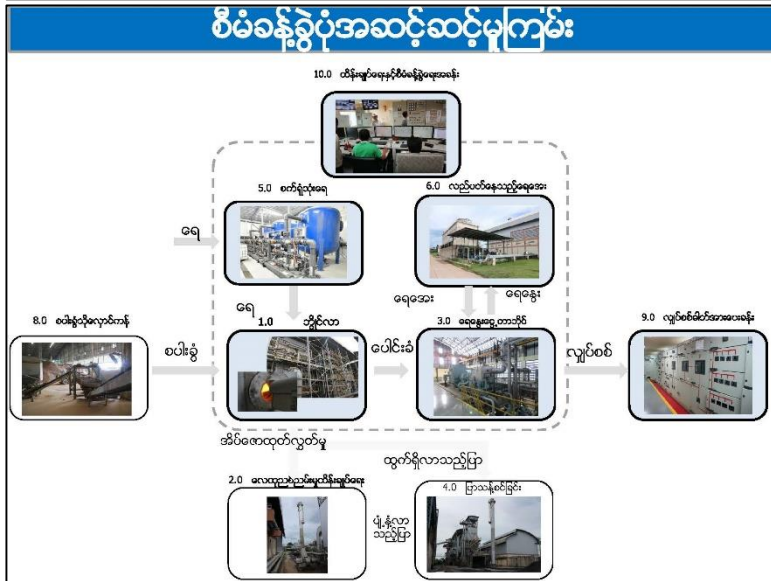 စီမံခန့်ခွဲပုံအဆင့်ဆင့်မူကြမ်း
10.0 ထိန်းချုပ်ရေးနှင့်စီမံခန့်ခွဲရေးအခန်း
5.0 စက်ရုံသုံးရေ
6.0 လည်ပတ်နေသည့်ရေအေး
ရေ
ရေအေး
ရေနွေး
8.0 စပါးခွံသိုလှောင်ကန်
ရေ
1.0 ဘွိုင်လာ
3.0 ရေနွေးငွေ့တာဘိုင်
9.0 လျှပ်စစ်ဓါတ်အားပေးခန်း
စပါးခွံ
ပေါင်းခံ
လျှပ်စစ်
အိပ်ဇောထုတ်လွှတ်မှု
ထွက်ရှိလာသည့်ပြာ
2.0 လေထုညစ်ညမ်းမှုထိန်းချုပ်ရေး
4.0 ပြာသန့်စင်ခြင်း
ပျံ့နှံ့လာ
သည့်ပြာ